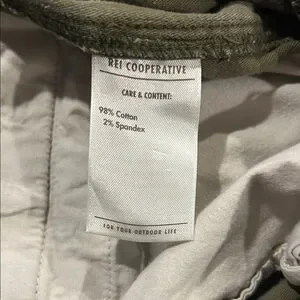 REI COOPERATIVE
CARE & CONTENT:
98% Cotton
2% Spandex
FOR YOUR OUTDOOR LIFE